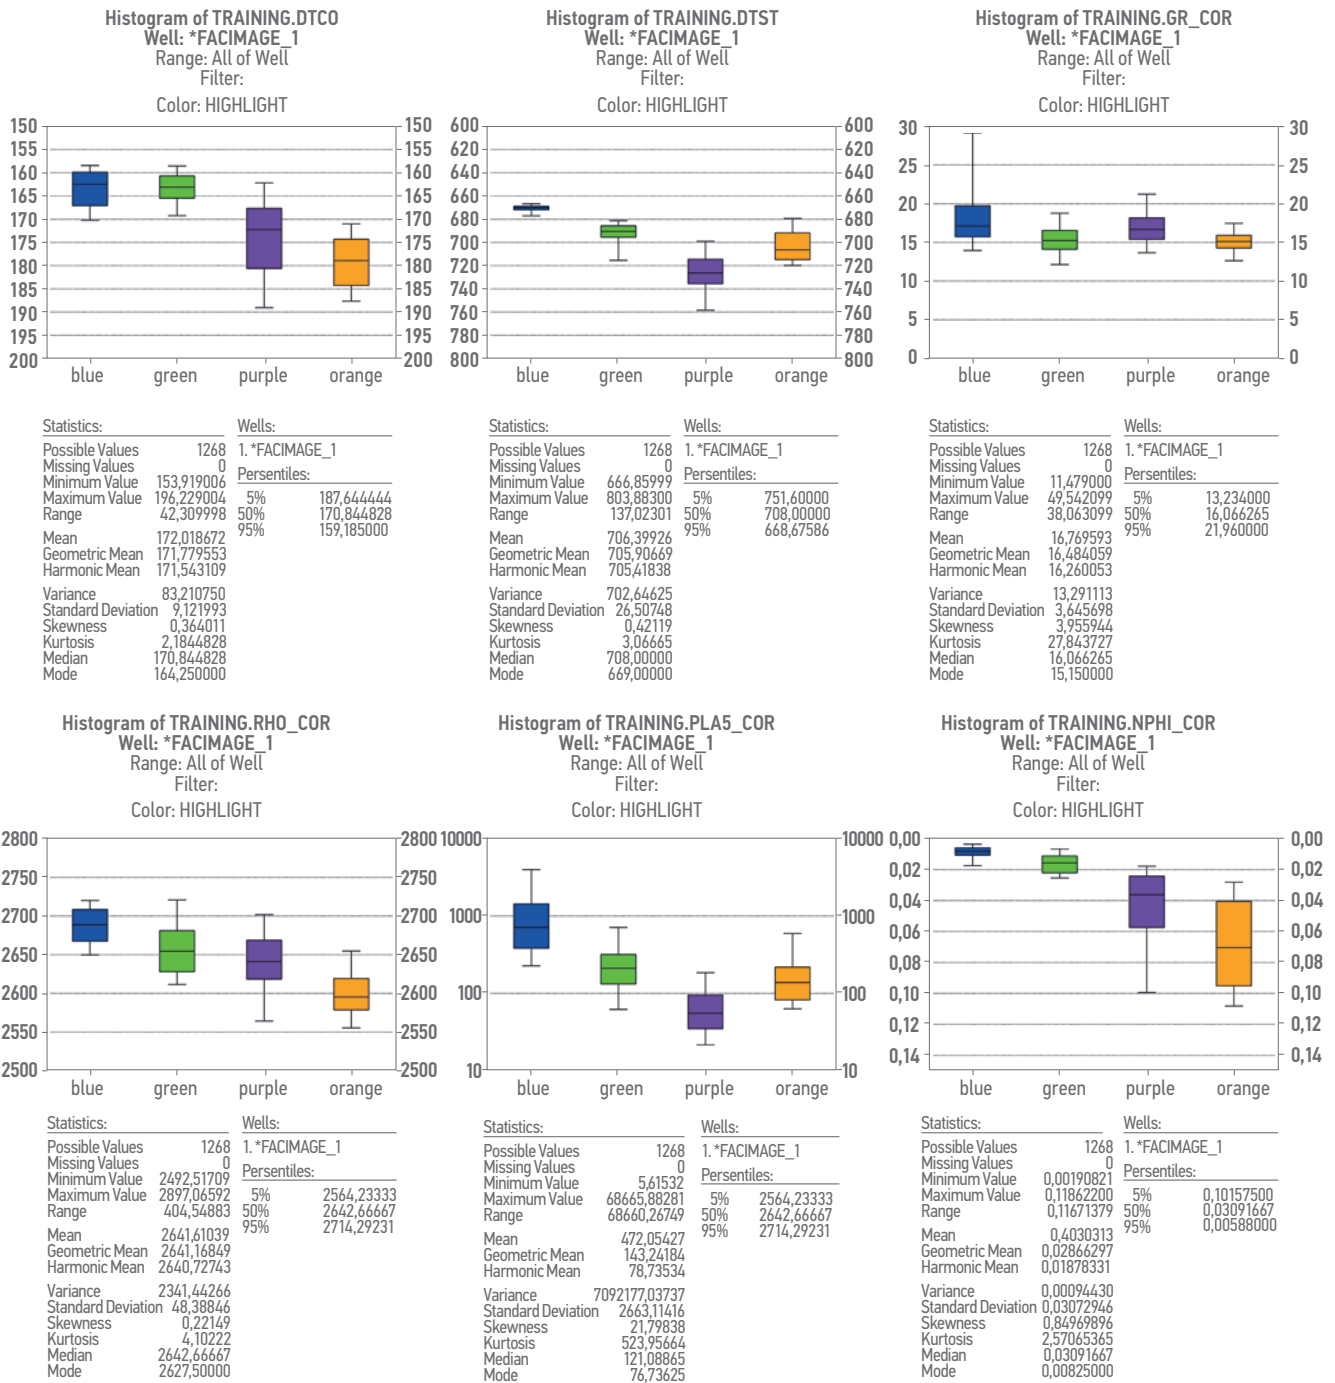 Histogram of TRAINING.DTCO
Well: *FACIMAGE_1
Range: All of Well
Filter:
Color: HIGHLIGHT
150 150
155 155
160 160
165 165
170 170
175 175
180 180
185 185
190 190
195 195
200 200
blue green purple orange
Statistics: Wells:
Possible Values 1268 1. *FACIMAGE_1
Missing Values 0
Minimum Value 153,919006 Persentiles:
Maximum Value 196,229004 5% 187,644444
Range 42,309998 50% 170,844828
95% 159,185000
Mean 172,018672
Geometric Mean 171,779553
Harmonic Mean 171,543109
Variance 83,210750
Standard Deviation 9,121993
Skewness 0,364011
Kurtosis 2,1844828
Median 170,844828
Mode 164,250000
Histogram of TRAINING.DTST
Well: *FACIMAGE_1
Range: All of Well
Filter:
Color: HIGHLIGHT
600 600
620 620
640 640
660 660
680 680
700 700
720 720
740 740
760 760
780 780
800 800
blue green purple orange
Statistics: Wells:
Possible Values 1268 1. *FACIMAGE_1
Missing Values 0
Minimum Value 666,85999 Persentiles:
Maximum Value 803,88300 5% 751,60000
Range 137,02301 50% 708,00000
95% 668,67586
Mean 706,39926
Geometric Mean 705,90669
Harmonic Mean 705,41838
Variance 702,64625
Standard Deviation 26,50748
Skewness 0,42119
Kurtosis 3,06665
Median 708,00000
Mode 669,00000
Histogram of TRAINING.GR_COR
Well: *FACIMAGE_1
Range: All of Well
Filter:
Color: HIGHLIGHT
30 30
25 25
20 20
15 15
10 10
5 5
0 0
blue green purple orange
Statistics: Wells:
Possible Values 1268 1. *FACIMAGE_1
Missing Values 0
Minimum Value 11,479000 Persentiles:
Maximum Value 49,542099 5% 13,234000
Range 38,063099 50% 16,066265
95% 21,960000
Mean 16,769593
Geometric Mean 16,484059
Harmonic Mean 16,260053
Variance 13,291113
Standard Deviation 3,645698
Skewness 3,955944
Kurtosis 27,843727
Median 16,066265
Mode 15,150000
Histogram of TRAINING.RHO_COR
Well: *FACIMAGE_1
Range: All of Well
Filter:
Color: HIGHLIGHT
2800 2800
2750 2750
2700 2700
2650 2650
2600 2600
2550 2550
2500 2500
blue green purple orange
Statistics: Wells:
Possible Values 1268 1. *FACIMAGE_1
Missing Values 0
Minimum Value 2492,51709 Persentiles:
Maximum Value 2897,06592 5% 2564,23333
Range 404,54883 50% 2642,66667
95% 2714,29231
Mean 2641,61039
Geometric Mean 2641,16849
Harmonic Mean 2640,72743
Variance 2341,44266
Standard Deviation 48,38846
Skewness 0,22149
Kurtosis 4,10222
Median 2642,66667
Mode 2627,50000
Histogram of TRAINING.PLA5_COR
Well: *FACIMAGE_1
Range: All of Well
Filter:
Color: HIGHLIGHT
10000 10000
1000 1000
100 100
10 10
blue green purple orange
Statistics: Wells:
Possible Values 1268 1. *FACIMAGE_1
Missing Values 0
Minimum Value 5,61532 Persentiles:
Maximum Value 68665,88281 5% 2564,23333
Range 68660,26749 50% 2642,66667
95% 2714,29231
Mean 472,05427
Geometric Mean 143,24184
Harmonic Mean 78,73534
Variance 7092177,03737
Standard Deviation 2663,11416
Skewness 21,79838
Kurtosis 523,95664
Median 121,08865
Mode 76,73625
Histogram of TRAINING.NPHI_COR
Well: *FACIMAGE_1
Range: All of Well
Filter:
Color: HIGHLIGHT
0,00 0,00
0,02 0,02
0,04 0,04
0,06 0,06
0,08 0,08
0,10 0,10
0,12 0,12
0,14 0,14
blue green purple orange
Statistics: Wells:
Possible Values 1268 1. *FACIMAGE_1
Missing Values 0
Minimum Value 0,00190821 Persentiles:
Maximum Value 0,11862200 5% 0,10157500
Range 0,11671379 50% 0,03091667
95% 0,00588000
Mean 0,4030313
Geometric Mean 0,02866297
Harmonic Mean 0,01878331
Variance 0,00094430
Standard Deviation 0,03072946
Skewness 0,84969896
Kurtosis 2,57065365
Median 0,03091667
Mode 0,00825000